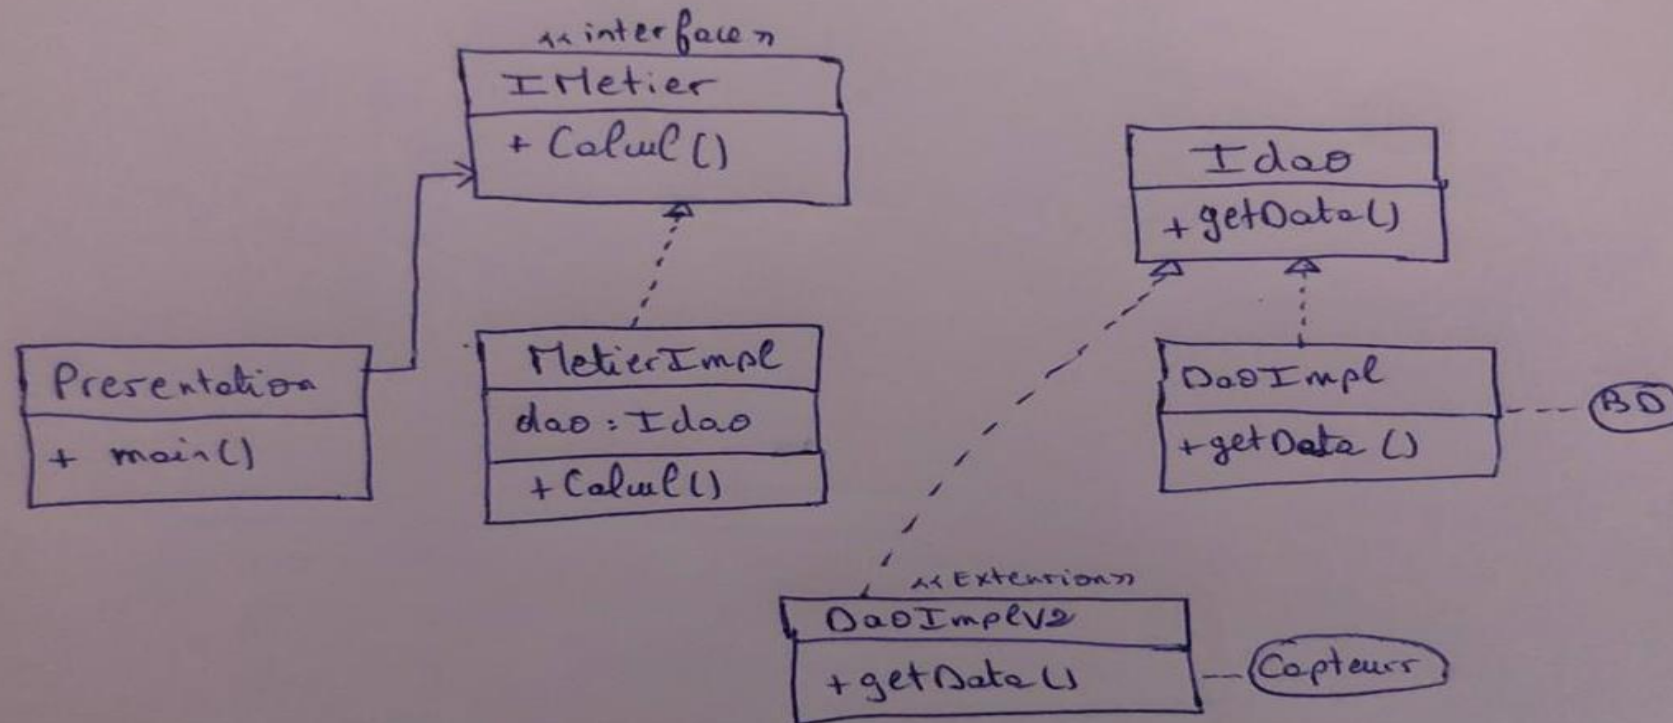 <<interface>>
IMetier
+ Calcul()
Idao
+ getData()
Presentation
+ main()
MetierImpl
dao : Idao
+ Calcul()
DaoImpl
+ getData()
BD
<<Extension>>
DaoImplV2
+ getData()
Capteurs